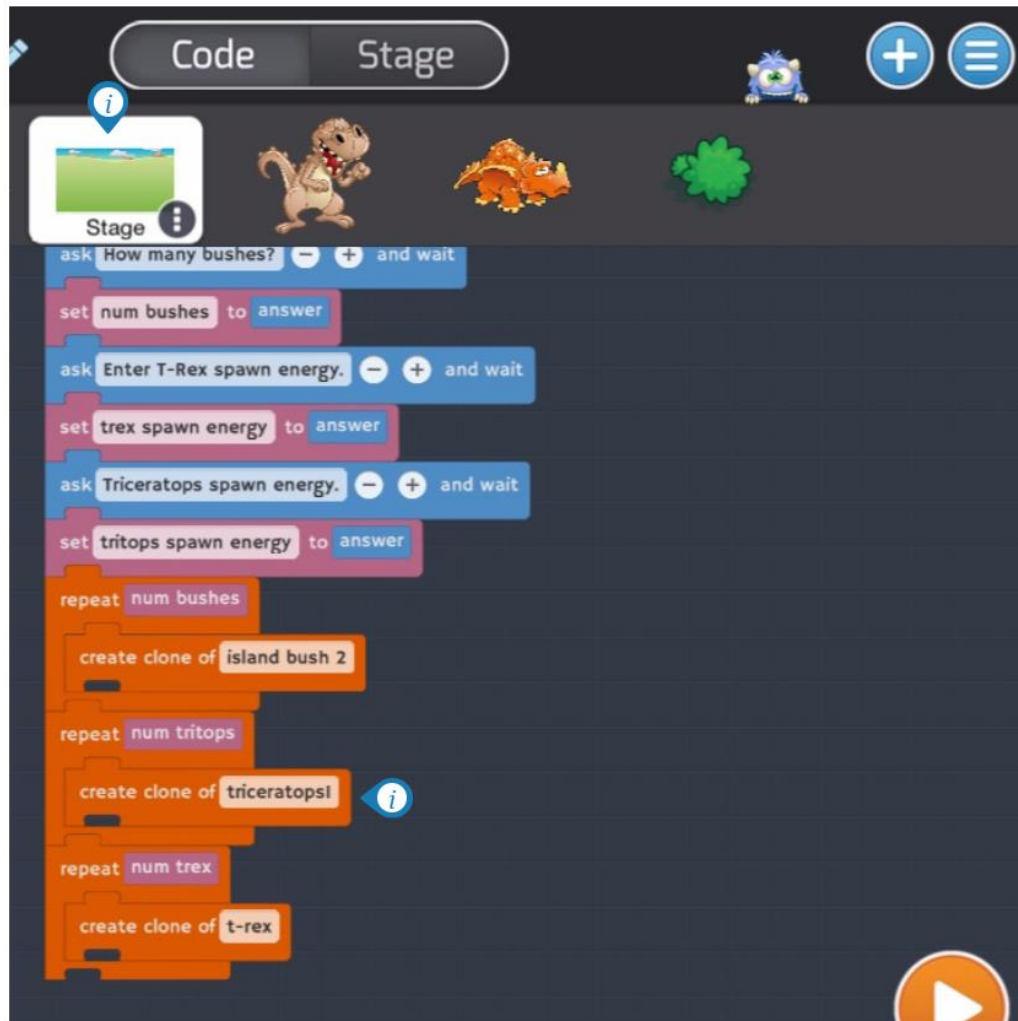 Code Stage
i
Stage
ask How many bushes? − + and wait
set num bushes to answer
ask Enter T-Rex spawn energy. − + and wait
set trex spawn energy to answer
ask Triceratops spawn energy. − + and wait
set tritops spawn energy to answer
repeat num bushes
create clone of island bush 2
repeat num tritops
create clone of triceratops1 i
repeat num trex
create clone of t-rex